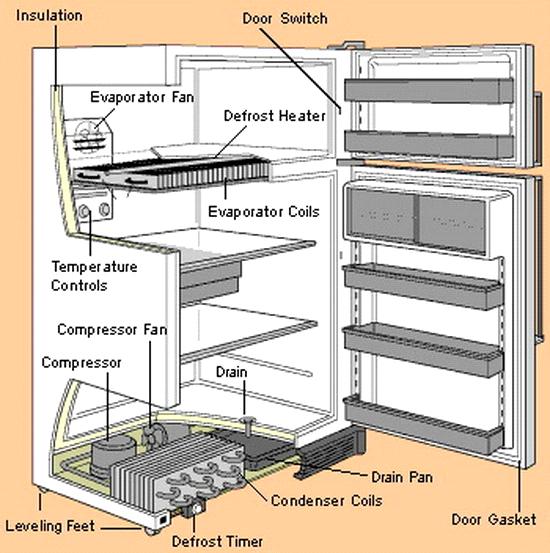 Insulation
Door Switch
Evaporator Fan
Defrost Heater
Evaporator Coils
Temperature
Controls
Compressor Fan
Compressor
Drain
Drain Pan
Condenser Coils
Leveling Feet
Defrost Timer
Door Gasket